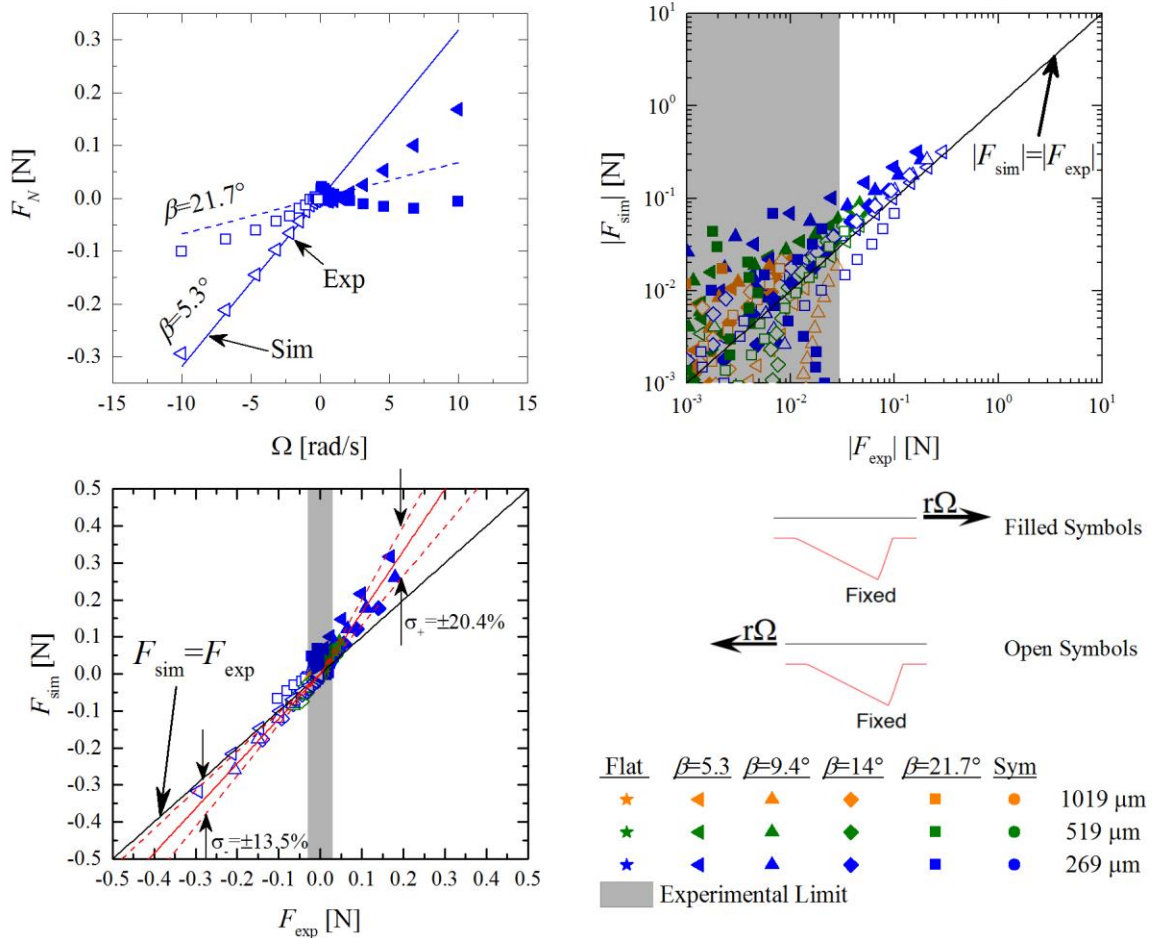 0.3
0.2
0.1
0.0
-0.1
-0.2
-0.3
F_N [N]
β=21.7°
β=5.3°
Exp
Sim
-15 -10 -5 0 5 10 15
Ω [rad/s]
10^1
10^0
10^-1
10^-2
10^-3
|F_sim| [N]
|F_sim|=|F_exp|
10^-3 10^-2 10^-1 10^0 10^1
|F_exp| [N]
0.5
0.4
0.3
0.2
0.1
0.0
-0.1
-0.2
-0.3
-0.4
-0.5
F_sim [N]
F_sim=F_exp
σ_+=±20.4%
σ_-=±13.5%
-0.5 -0.4 -0.3 -0.2 -0.1 0.0 0.1 0.2 0.3 0.4 0.5
F_exp [N]
rΩ
Filled Symbols
Fixed
rΩ
Open Symbols
Fixed
Flat β=5.3 β=9.4° β=14° β=21.7° Sym
1019 μm
519 μm
269 μm
Experimental Limit